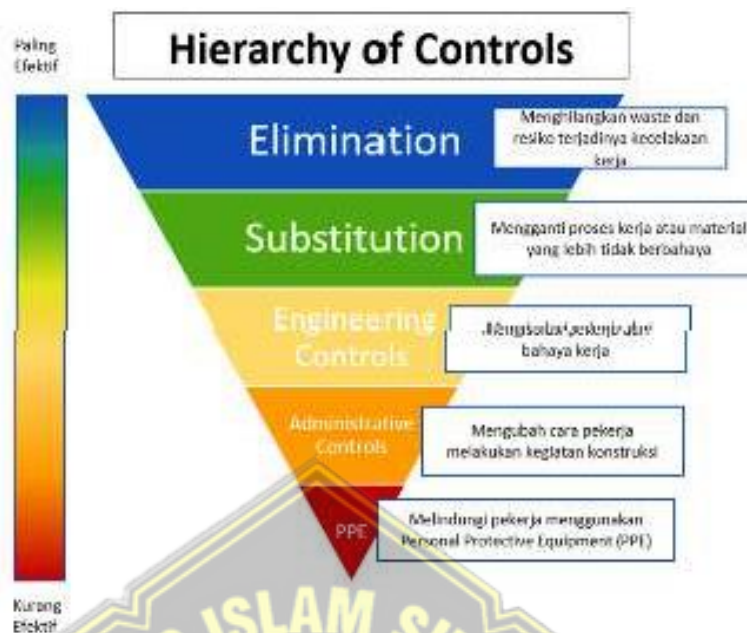 Hierarchy of Controls
Paling
Efektif
Elimination
Menghilangkan waste dan
resiko terjadinya kecelakaan
kerja
Substitution
Mengganti proses kerja atau material
yang lebih tidak berbahaya
Engineering
Controls
bahaya kerja
Administrative
Controls
Mengubah cara pekerja
melakukan kegiatan konstruksi
PPE
Melindungi pekerja menggunakan
Personal Protective Equipment (PPE)
Kurang
Efektif
ISLAM